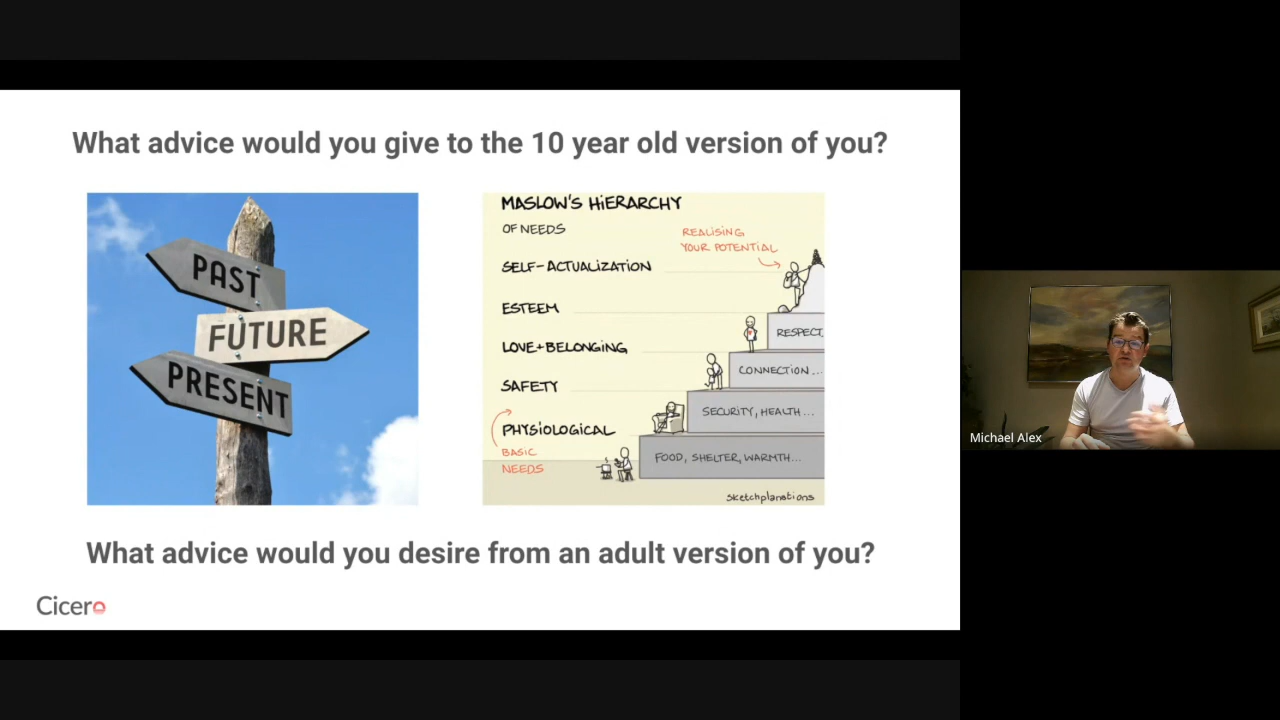 What advice would you give to the 10 year old version of you?
PAST
FUTURE
PRESENT
MASLOW'S HiERARCHY
OF NEEDS
REALiSiNG
YOUR POTENTiAL
SELF-ACTUALiZATiON
ESTEEM
RESPECT
LOVE+BELONGiNG
CONNECTiON...
SAFETY
SECURiTY, HEALTH...
PHYSiOLOGiCAL
BASiC
NEEDS
FOOD, SHELTER, WARMTH...
sketchplanations
What advice would you desire from an adult version of you?
Cicero
Michael Alex